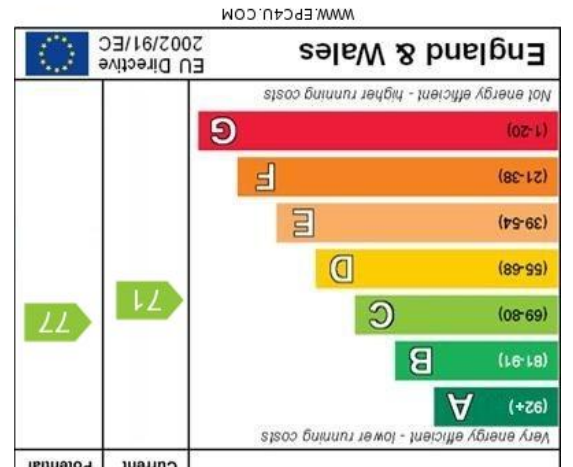 Current Potential
Very energy efficient - lower running costs
(92+) A
(81-91) B
(69-80) C
(55-68) D
(39-54) E
(21-38) F
(1-20) G
71
77
Not energy efficient - higher running costs
England & Wales
EU Directive
2002/91/EC
WWW.EPC4U.COM